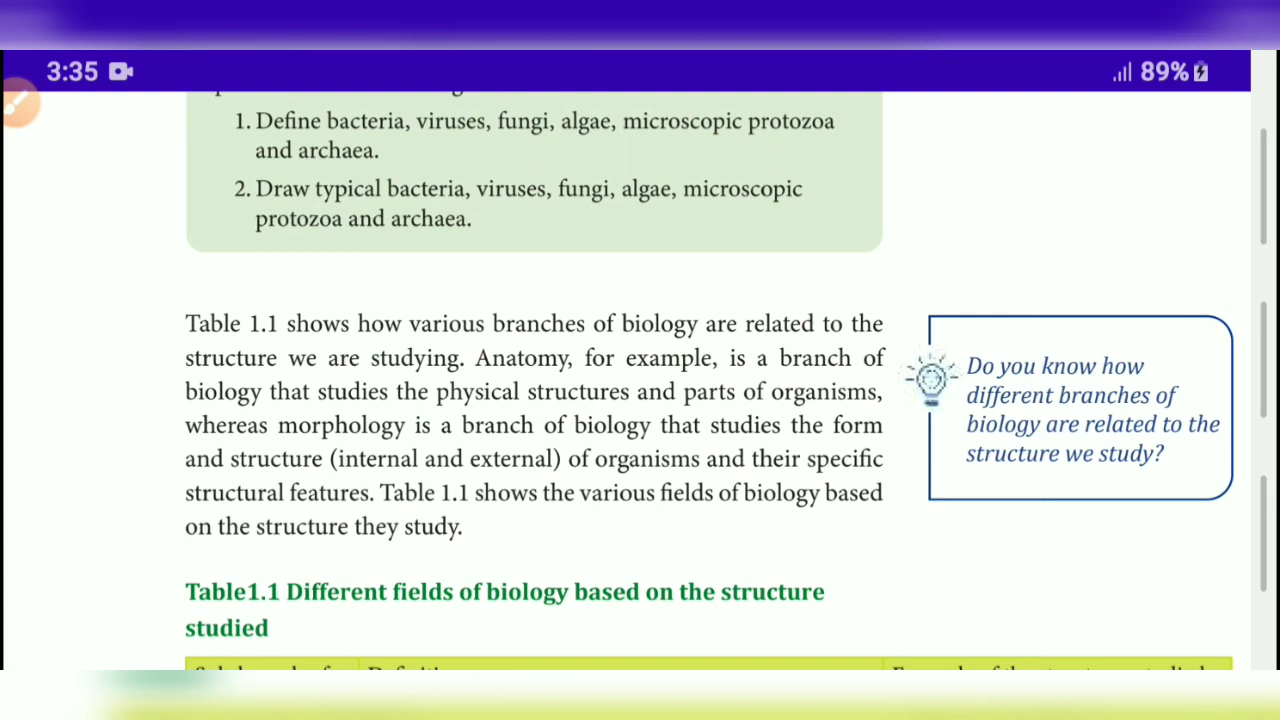 3:35
89%
1. Define bacteria, viruses, fungi, algae, microscopic protozoa
and archaea.
2. Draw typical bacteria, viruses, fungi, algae, microscopic
protozoa and archaea.
Table 1.1 shows how various branches of biology are related to the
structure we are studying. Anatomy, for example, is a branch of
biology that studies the physical structures and parts of organisms,
whereas morphology is a branch of biology that studies the form
and structure (internal and external) of organisms and their specific
structural features. Table 1.1 shows the various fields of biology based
on the structure they study.
Do you know how
different branches of
biology are related to the
structure we study?
Table1.1 Different fields of biology based on the structure
studied